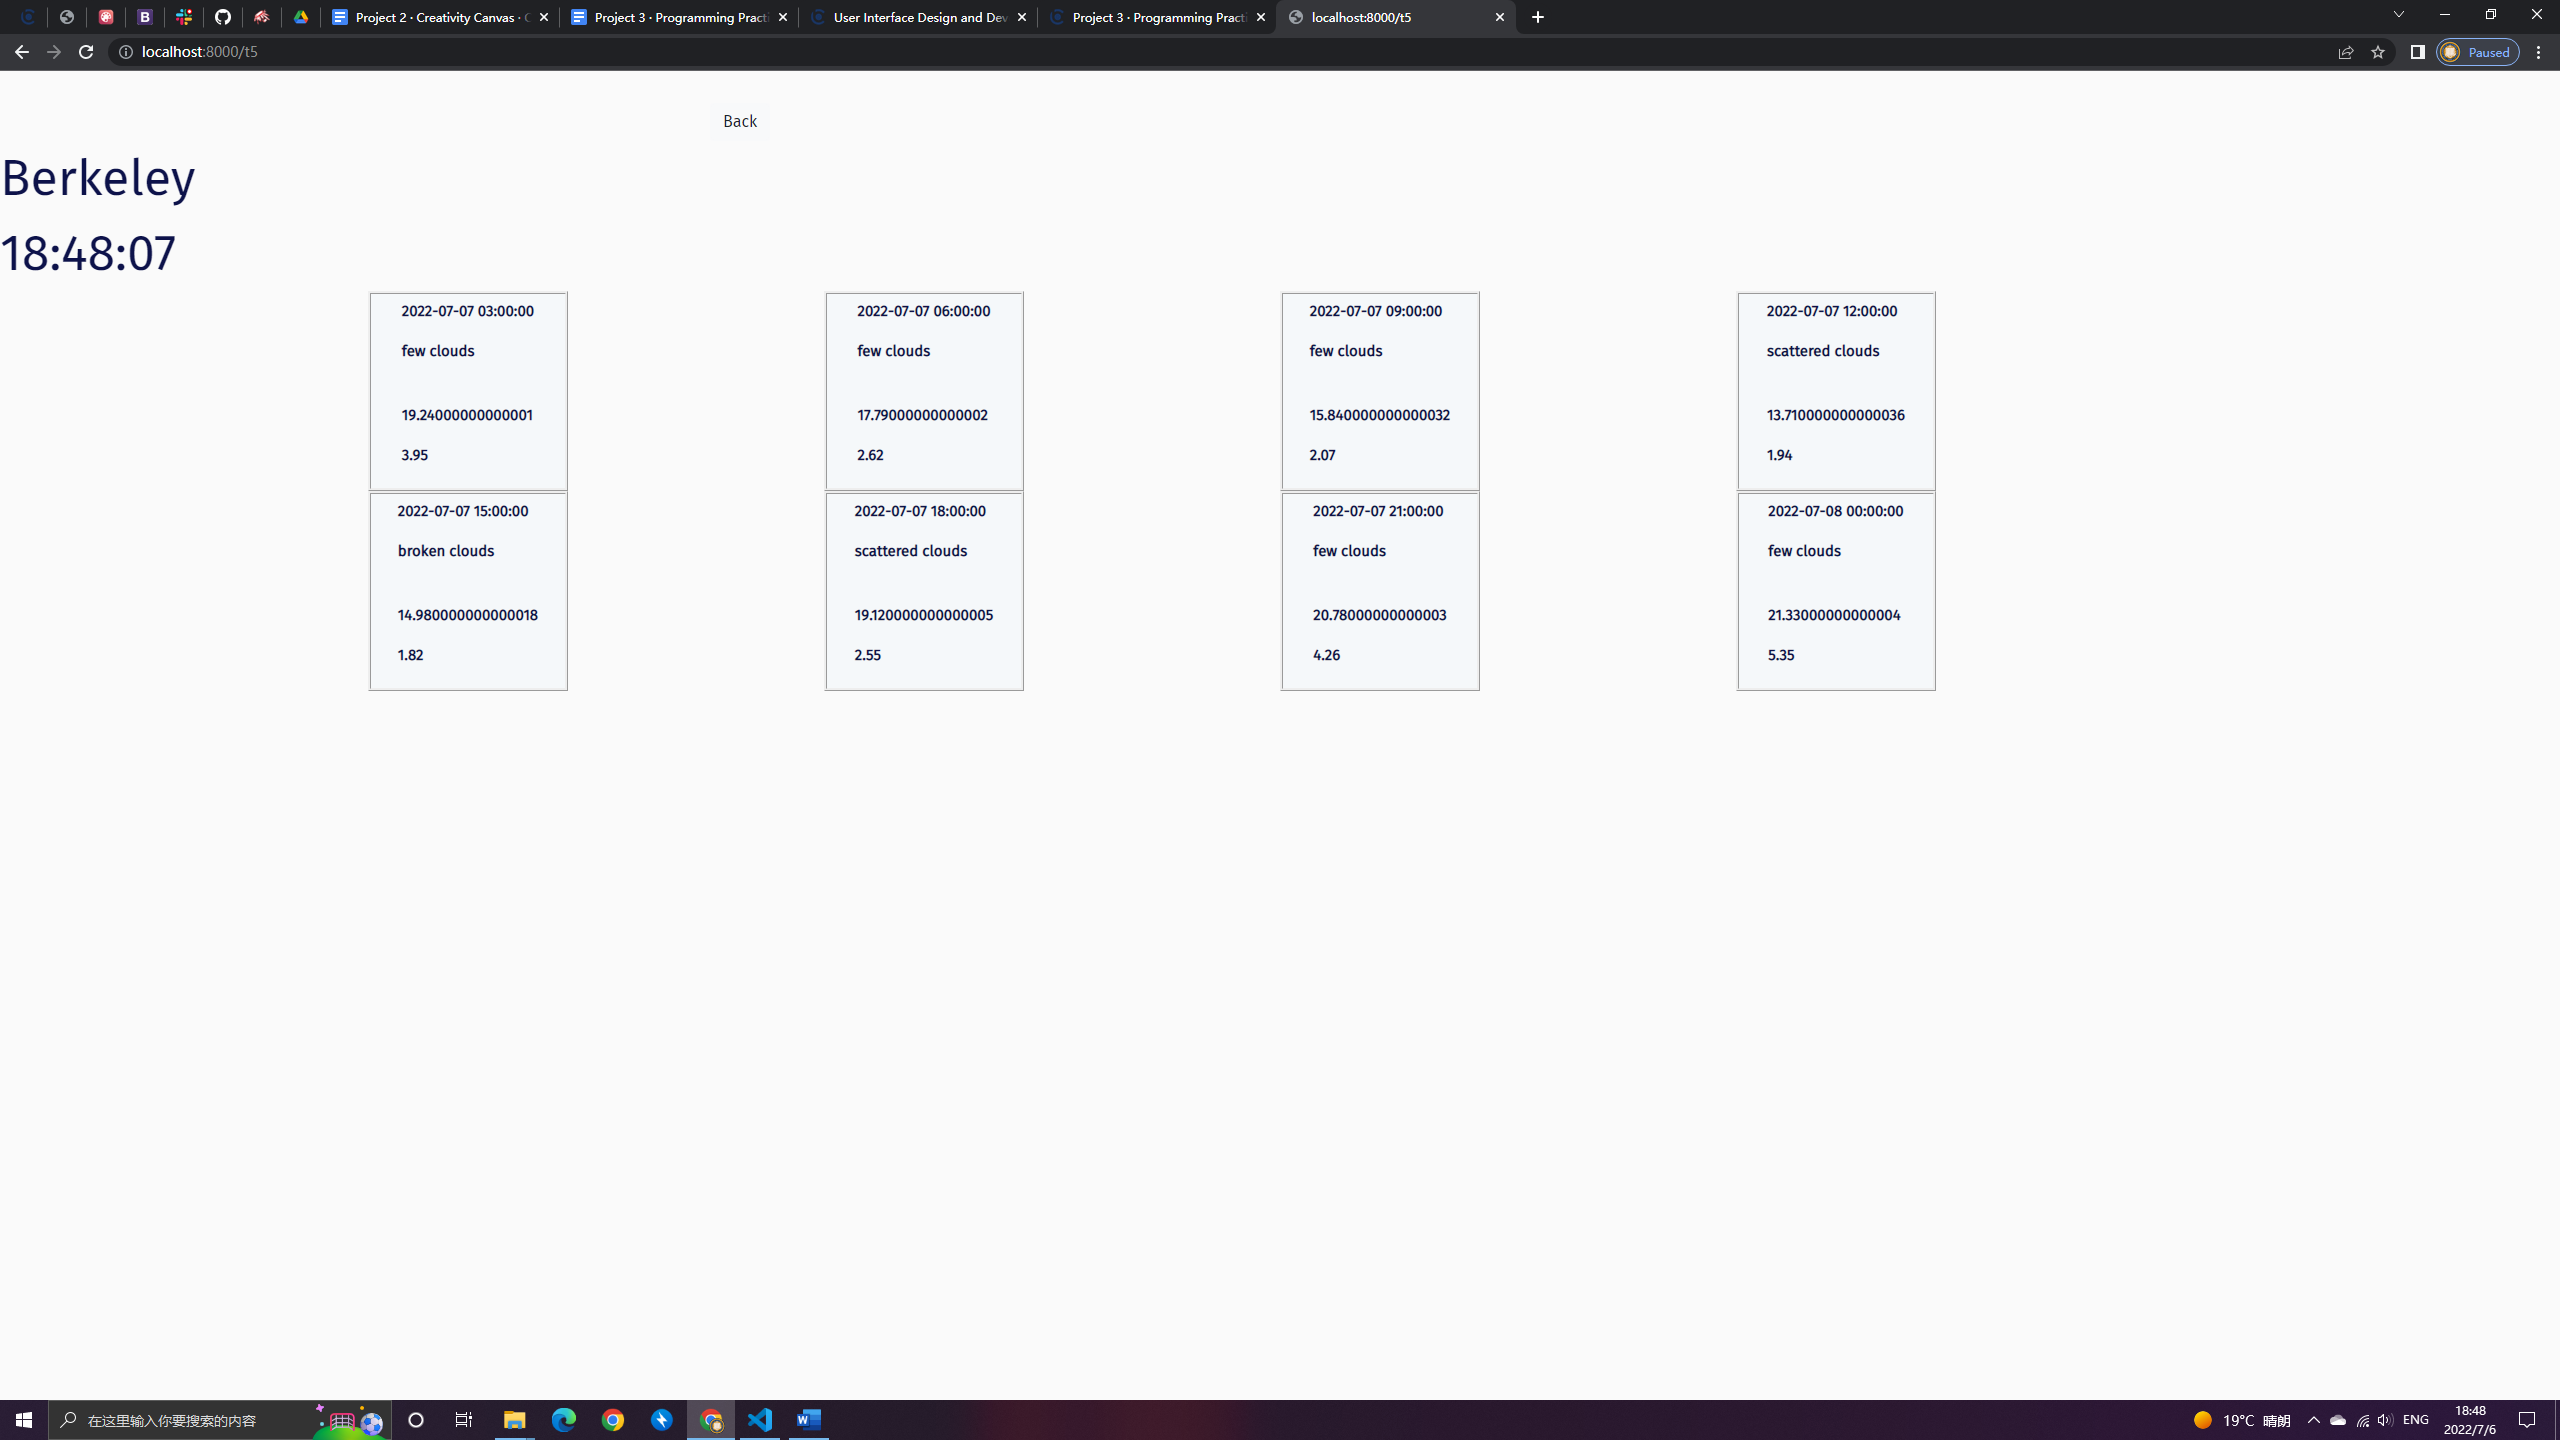 Project 2 · Creativity Canvas ·
Project 3 · Programming Practi
User Interface Design and Dev
Project 3 · Programming Practi
localhost:8000/t5
localhost:8000/t5
Paused
Back
Berkeley
18:48:07
2022-07-07 03:00:00
few clouds
19.24000000000001
3.95
2022-07-07 06:00:00
few clouds
17.79000000000002
2.62
2022-07-07 09:00:00
few clouds
15.840000000000032
2.07
2022-07-07 12:00:00
scattered clouds
13.710000000000036
1.94
2022-07-07 15:00:00
broken clouds
14.980000000000018
1.82
2022-07-07 18:00:00
scattered clouds
19.120000000000005
2.55
2022-07-07 21:00:00
few clouds
20.78000000000003
4.26
2022-07-08 00:00:00
few clouds
21.33000000000004
5.35
在这里输入你要搜索的内容
19°C 晴朗
ENG
18:48
2022/7/6